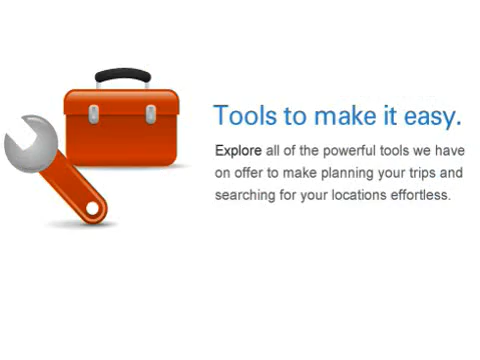 Tools to make it easy.
Explore all of the powerful tools we have
on offer to make planning your trips and
searching for your locations effortless.